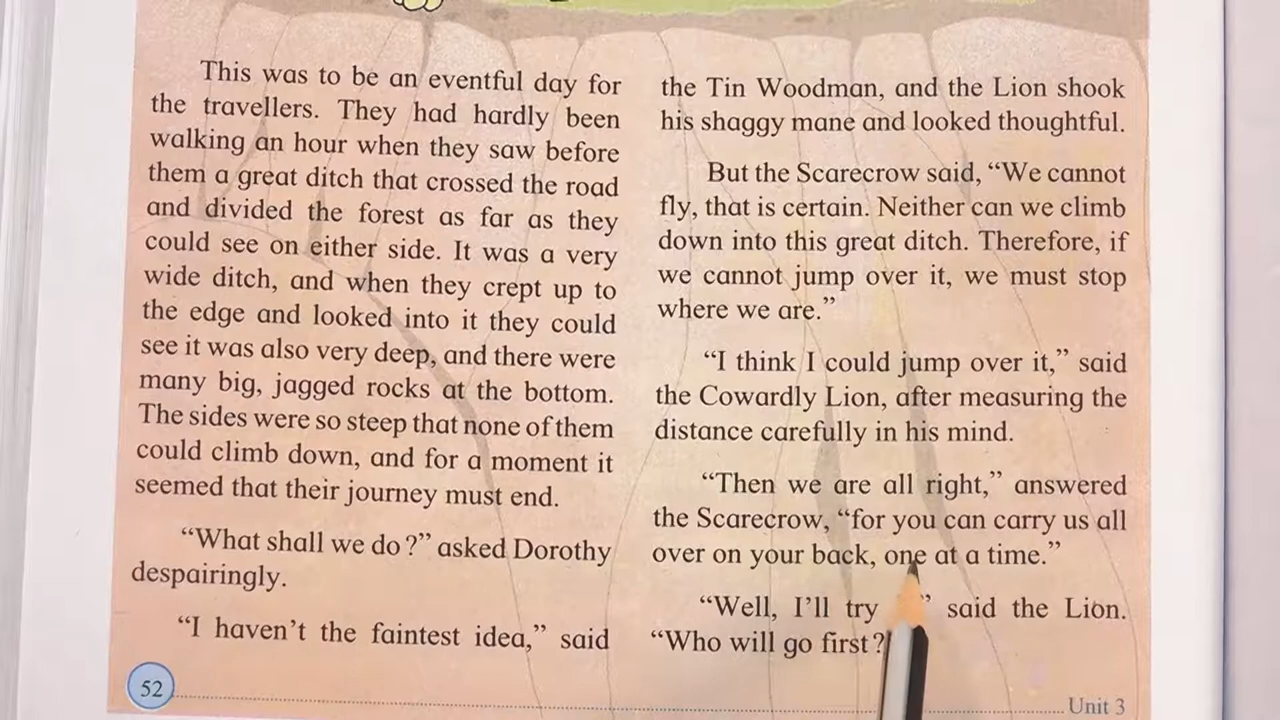 This was to be an eventful day for
the travellers. They had hardly been
walking an hour when they saw before
them a great ditch that crossed the road
and divided the forest as far as they
could see on either side. It was a very
wide ditch, and when they crept up to
the edge and looked into it they could
see it was also very deep, and there were
many big, jagged rocks at the bottom.
The sides were so steep that none of them
could climb down, and for a moment it
seemed that their journey must end.
“What shall we do?” asked Dorothy
despairingly.
“I haven’t the faintest idea,” said
the Tin Woodman, and the Lion shook
his shaggy mane and looked thoughtful.
But the Scarecrow said, “We cannot
fly, that is certain. Neither can we climb
down into this great ditch. Therefore, if
we cannot jump over it, we must stop
where we are.”
“I think I could jump over it,” said
the Cowardly Lion, after measuring the
distance carefully in his mind.
“Then we are all right,” answered
the Scarecrow, “for you can carry us all
over on your back, one at a time.”
“Well, I’ll try ” said the Lion.
“Who will go first?
52
Unit 3